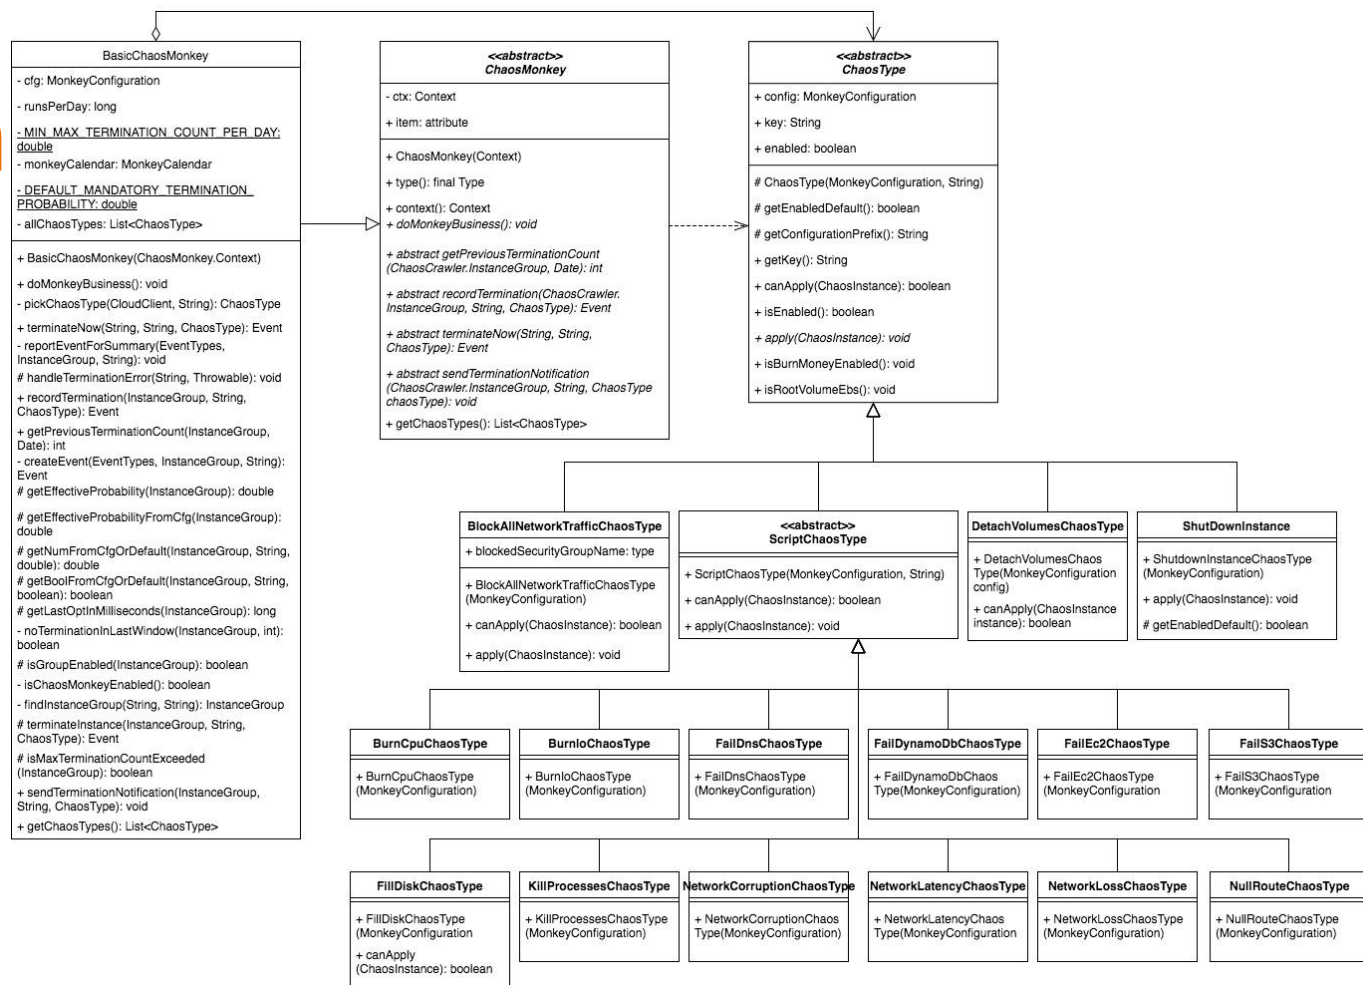 BasicChaosMonkey
- cfg: MonkeyConfiguration
- runsPerDay: long
- MIN_MAX_TERMINATION_COUNT_PER_DAY:
double
- monkeyCalendar: MonkeyCalendar
- DEFAULT_MANDATORY_TERMINATION_
PROBABILITY: double
- allChaosTypes: List<ChaosType>
+ BasicChaosMonkey(ChaosMonkey.Context)
+ doMonkeyBusiness(): void
- pickChaosType(CloudClient, String): ChaosType
+ terminateNow(String, String, ChaosType): Event
- reportEventForSummary(EventTypes,
InstanceGroup, String): void
# handleTerminationError(String, Throwable): void
+ recordTermination(InstanceGroup, String,
ChaosType): Event
+ getPreviousTerminationCount(InstanceGroup,
Date): int
- createEvent(EventTypes, InstanceGroup, String):
Event
# getEffectiveProbability(InstanceGroup): double
# getEffectiveProbabilityFromCfg(InstanceGroup):
double
# getNumFromCfgOrDefault(InstanceGroup, String,
double): double
# getBoolFromCfgOrDefault(InstanceGroup, String,
boolean): boolean
# getLastOptInMilliseconds(InstanceGroup): long
- noTerminationInLastWindow(InstanceGroup, int):
boolean
# isGroupEnabled(InstanceGroup): boolean
- isChaosMonkeyEnabled(): boolean
- findInstanceGroup(String, String): InstanceGroup
# terminateInstance(InstanceGroup, String,
ChaosType): Event
# isMaxTerminationCountExceeded
(InstanceGroup): boolean
+ sendTerminationNotification(InstanceGroup,
String, ChaosType): void
+ getChaosTypes(): List<ChaosType>
<<abstract>>
ChaosMonkey
- ctx: Context
+ item: attribute
+ ChaosMonkey(Context)
+ type(): final Type
+ context(): Context
+ doMonkeyBusiness(): void
+ abstract getPreviousTerminationCount
(ChaosCrawler.InstanceGroup, Date): int
+ abstract recordTermination(ChaosCrawler.
InstanceGroup, String, ChaosType): Event
+ abstract terminateNow(String, String,
ChaosType): Event
+ abstract sendTerminationNotification
(ChaosCrawler.InstanceGroup, String, ChaosType
chaosType): void
+ getChaosTypes(): List<ChaosType>
<<abstract>>
ChaosType
+ config: MonkeyConfiguration
+ key: String
+ enabled: boolean
# ChaosType(MonkeyConfiguration, String)
# getEnabledDefault(): boolean
# getConfigurationPrefix(): String
+ getKey(): String
+ canApply(ChaosInstance): boolean
+ isEnabled(): boolean
+ apply(ChaosInstance): void
+ isBurnMoneyEnabled(): void
+ isRootVolumeEbs(): void
BlockAllNetworkTrafficChaosType
+ blockedSecurityGroupName: type
+ BlockAllNetworkTrafficChaosType
(MonkeyConfiguration)
+ canApply(ChaosInstance): boolean
+ apply(ChaosInstance): void
<<abstract>>
ScriptChaosType
+ ScriptChaosType(MonkeyConfiguration, String)
+ canApply(ChaosInstance): boolean
+ apply(ChaosInstance): void
DetachVolumesChaosType
+ DetachVolumesChaos
Type(MonkeyConfiguration
config)
+ canApply(ChaosInstance
instance): boolean
ShutDownInstance
+ ShutdownInstanceChaosType
(MonkeyConfiguration)
+ apply(ChaosInstance): void
# getEnabledDefault(): boolean
BurnCpuChaosType
+ BurnCpuChaosType
(MonkeyConfiguration)
BurnIoChaosType
+ BurnIoChaosType
(MonkeyConfiguration)
FailDnsChaosType
+ FailDnsChaosType
(MonkeyConfiguration)
FailDynamoDbChaosType
+ FailDynamoDbChaos
Type(MonkeyConfiguration)
FailEc2ChaosType
+ FailEc2ChaosType
(MonkeyConfiguration
FailS3ChaosType
+ FailS3ChaosType
(MonkeyConfiguration
FillDiskChaosType
+ FillDiskChaosType
(MonkeyConfiguration
+ canApply
(ChaosInstance): boolean
KillProcessesChaosType
+ KillProcessesChaosType
(MonkeyConfiguration)
NetworkCorruptionChaosType
+ NetworkCorruptionChaos
Type(MonkeyConfiguration)
NetworkLatencyChaosType
+ NetworkLatencyChaos
Type(MonkeyConfiguration
NetworkLossChaosType
+ NetworkLossChaosType
(MonkeyConfiguration)
NullRouteChaosType
+ NullRouteChaosType
(MonkeyConfiguration)